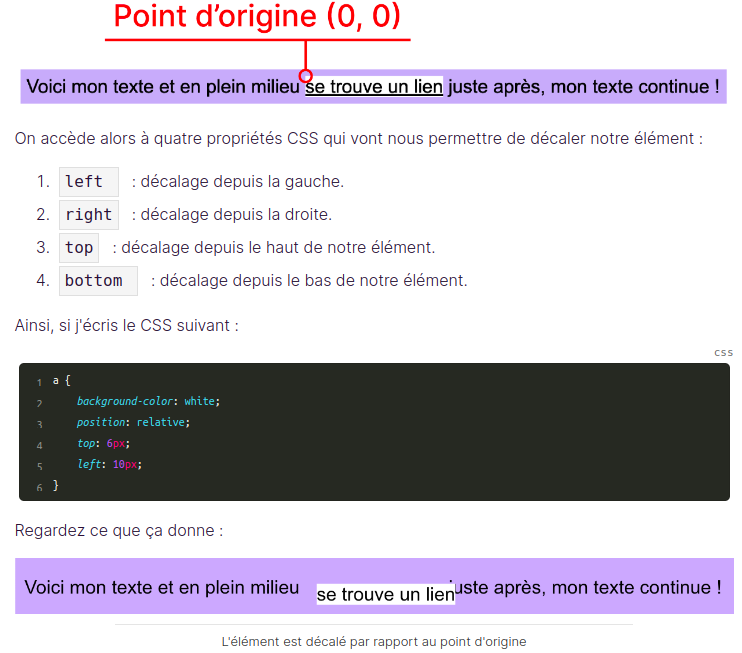 Point d’origine (0, 0)
Voici mon texte et en plein milieu se trouve un lien juste après, mon texte continue !
On accède alors à quatre propriétés CSS qui vont nous permettre de décaler notre élément :
1. left : décalage depuis la gauche.
2. right : décalage depuis la droite.
3. top : décalage depuis le haut de notre élément.
4. bottom : décalage depuis le bas de notre élément.
Ainsi, si j'écris le CSS suivant :
css
1 a {
2 background-color: white;
3 position: relative;
4 top: 6px;
5 left: 10px;
6 }
Regardez ce que ça donne :
Voici mon texte et en plein milieu se trouve un lien juste après, mon texte continue !
L'élément est décalé par rapport au point d'origine